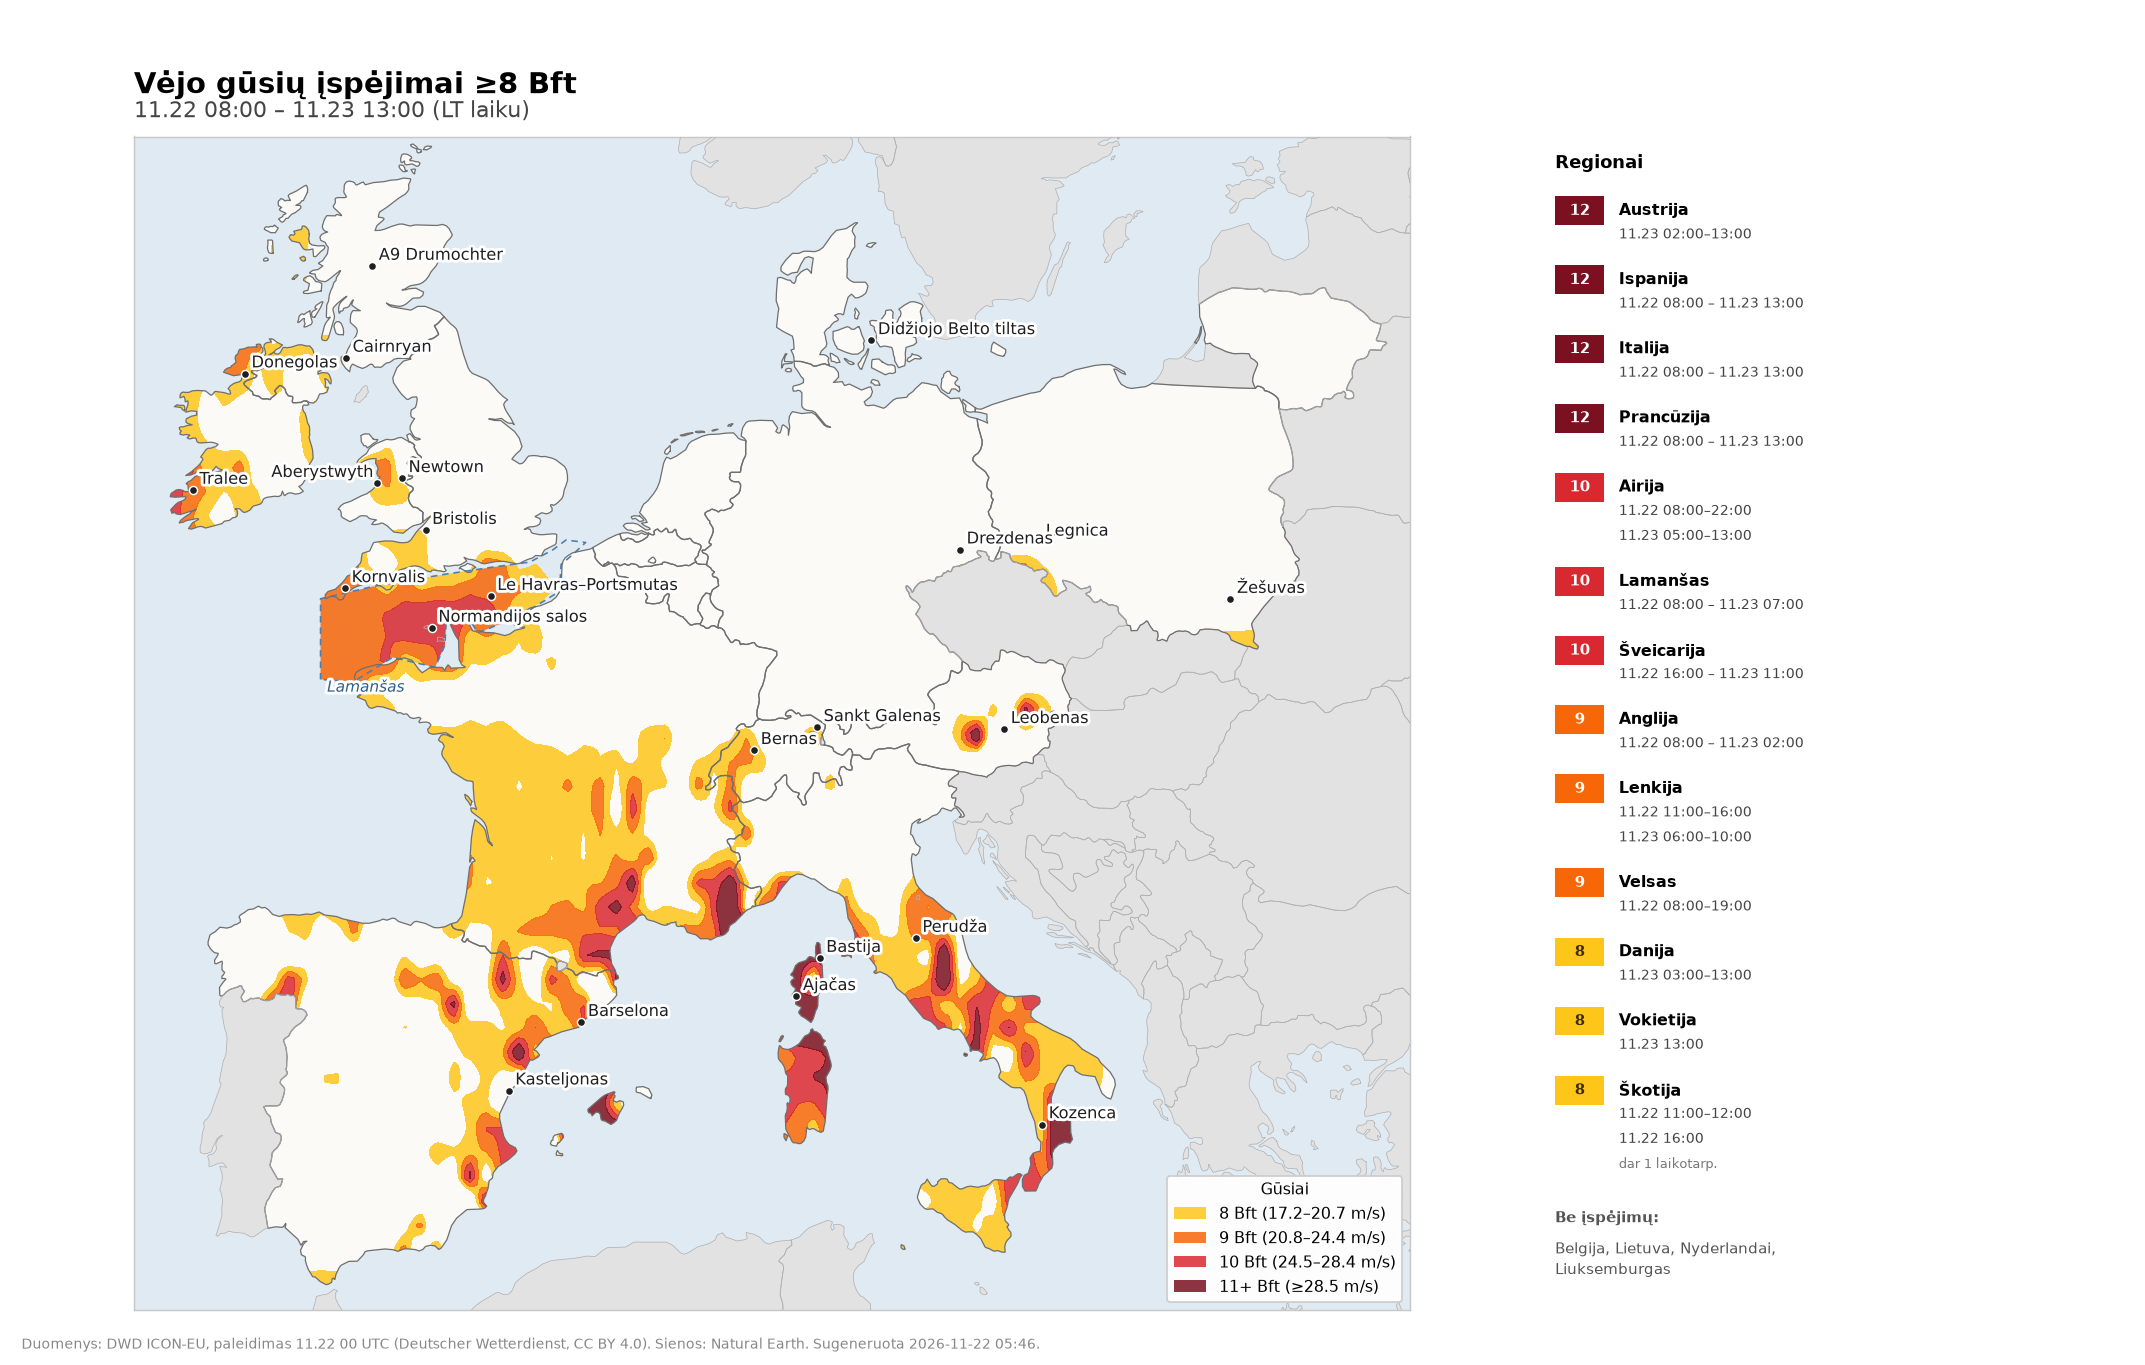 Vėjo gūsių įspėjimai ≥8 Bft
11.22 08:00 – 11.23 13:00 (LT laiku)
A9 Drumochter
Cairnryan
Donegolas
Didžiojo Belto tiltas
Aberystwyth
Newtown
Tralee
Bristolis
Drezdenas
Legnica
Kornvalis
Le Havras–Portsmutas
Žešuvas
Normandijos salos
Lamanšas
Sankt Galenas
Leobenas
Bernas
Perudža
Bastija
Ajačas
Barselona
Kasteljonas
Kozenca
Gūsiai
8 Bft (17.2–20.7 m/s)
9 Bft (20.8–24.4 m/s)
10 Bft (24.5–28.4 m/s)
11+ Bft (≥28.5 m/s)
Regionai
12 Austrija
11.23 02:00–13:00
12 Ispanija
11.22 08:00 – 11.23 13:00
12 Italija
11.22 08:00 – 11.23 13:00
12 Prancūzija
11.22 08:00 – 11.23 13:00
10 Airija
11.22 08:00–22:00
11.23 05:00–13:00
10 Lamanšas
11.22 08:00 – 11.23 07:00
10 Šveicarija
11.22 16:00 – 11.23 11:00
9 Anglija
11.22 08:00 – 11.23 02:00
9 Lenkija
11.22 11:00–16:00
11.23 06:00–10:00
9 Velsas
11.22 08:00–19:00
8 Danija
11.23 03:00–13:00
8 Vokietija
11.23 13:00
8 Škotija
11.22 11:00–12:00
11.22 16:00
dar 1 laikotarp.
Be įspėjimų:
Belgija, Lietuva, Nyderlandai,
Liuksemburgas
Duomenys: DWD ICON-EU, paleidimas 11.22 00 UTC (Deutscher Wetterdienst, CC BY 4.0). Sienos: Natural Earth. Sugeneruota 2026-11-22 05:46.